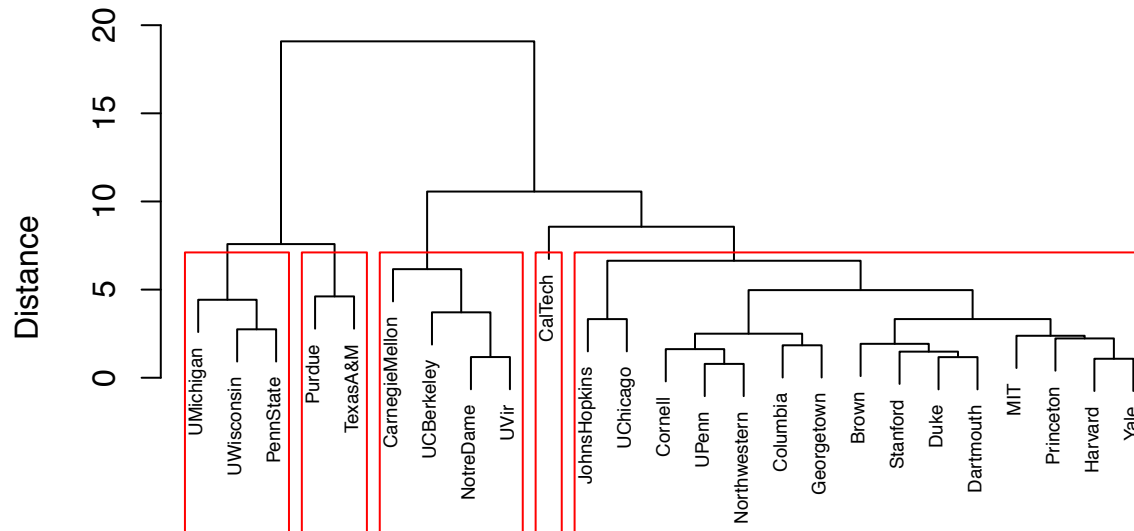 Distance
20
15
10
5
0
UMichigan
UWisconsin
PennState
Purdue
TexasA&M
CarnegieMellon
UCBerkeley
NotreDame
UVir
CalTech
JohnsHopkins
UChicago
Cornell
UPenn
Northwestern
Columbia
Georgetown
Brown
Stanford
Duke
Dartmouth
MIT
Princeton
Harvard
Yale